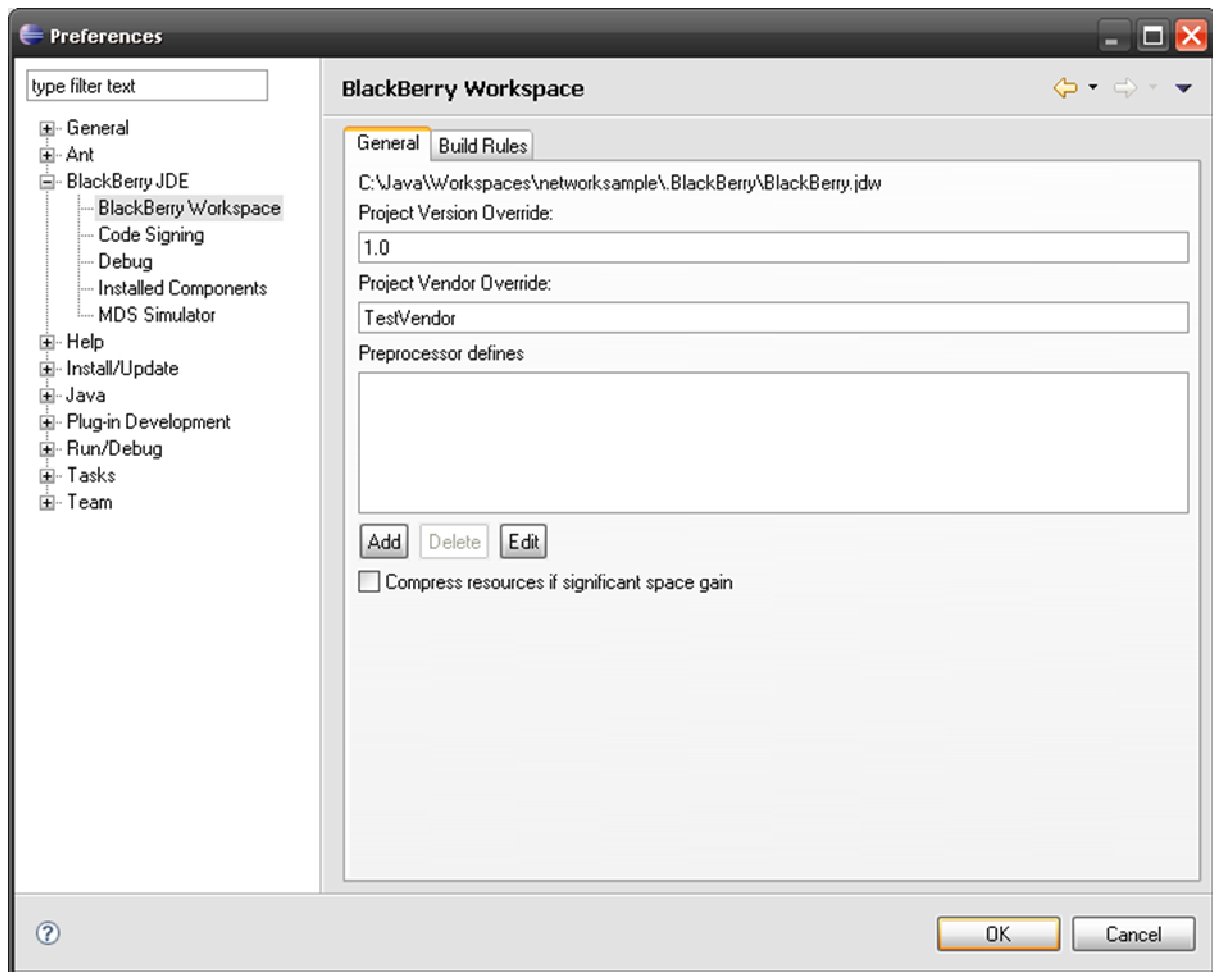 Preferences
type filter text
General
Ant
BlackBerry JDE
BlackBerry Workspace
Code Signing
Debug
Installed Components
MDS Simulator
Help
Install/Update
Java
Plug-in Development
Run/Debug
Tasks
Team
BlackBerry Workspace
General Build Rules
C:\Java\Workspaces\networksample\.BlackBerry\BlackBerry.jdw
Project Version Override:
1.0
Project Vendor Override:
TestVendor
Preprocessor defines
Add Delete Edit
Compress resources if significant space gain
? OK Cancel